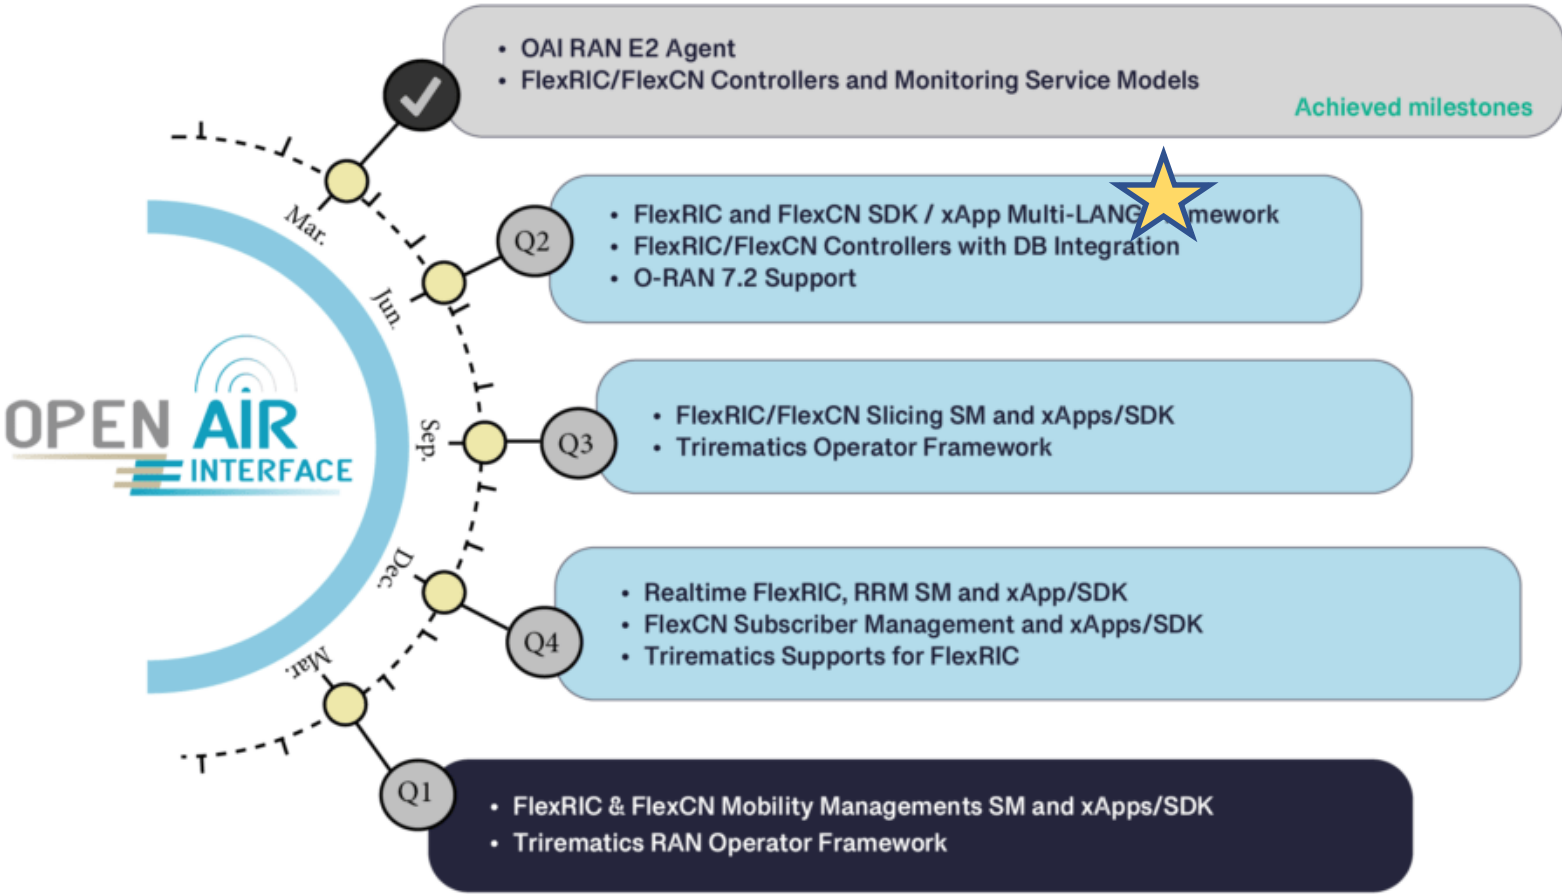 • OAI RAN E2 Agent
• FlexRIC/FlexCN Controllers and Monitoring Service Models
Achieved milestones
Mar.
Q2
• FlexRIC and FlexCN SDK / xApp Multi-LANG mework
• FlexRIC/FlexCN Controllers with DB Integration
• O-RAN 7.2 Support
Jun.
OPEN AIR
INTERFACE
Sep.
Q3
• FlexRIC/FlexCN Slicing SM and xApps/SDK
• Trirematics Operator Framework
Dec.
Q4
• Realtime FlexRIC, RRM SM and xApp/SDK
• FlexCN Subscriber Management and xApps/SDK
• Trirematics Supports for FlexRIC
Mar.
Q1
• FlexRIC & FlexCN Mobility Managements SM and xApps/SDK
• Trirematics RAN Operator Framework